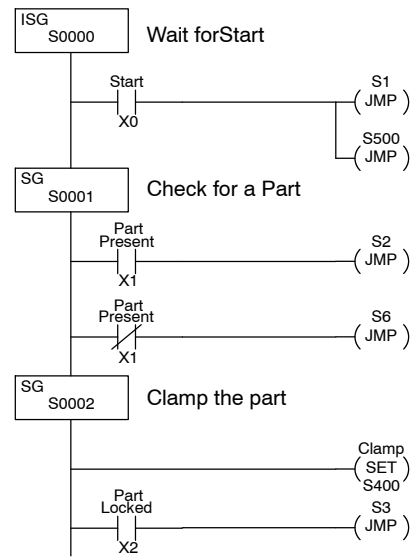 ISG
S0000
Wait forStart
Start
X0
S1
JMP
S500
JMP
SG
S0001
Check for a Part
Part
Present
X1
S2
JMP
Part
Present
X1
S6
JMP
SG
S0002
Clamp the part
Clamp
SET
S400
Part
Locked
X2
S3
JMP